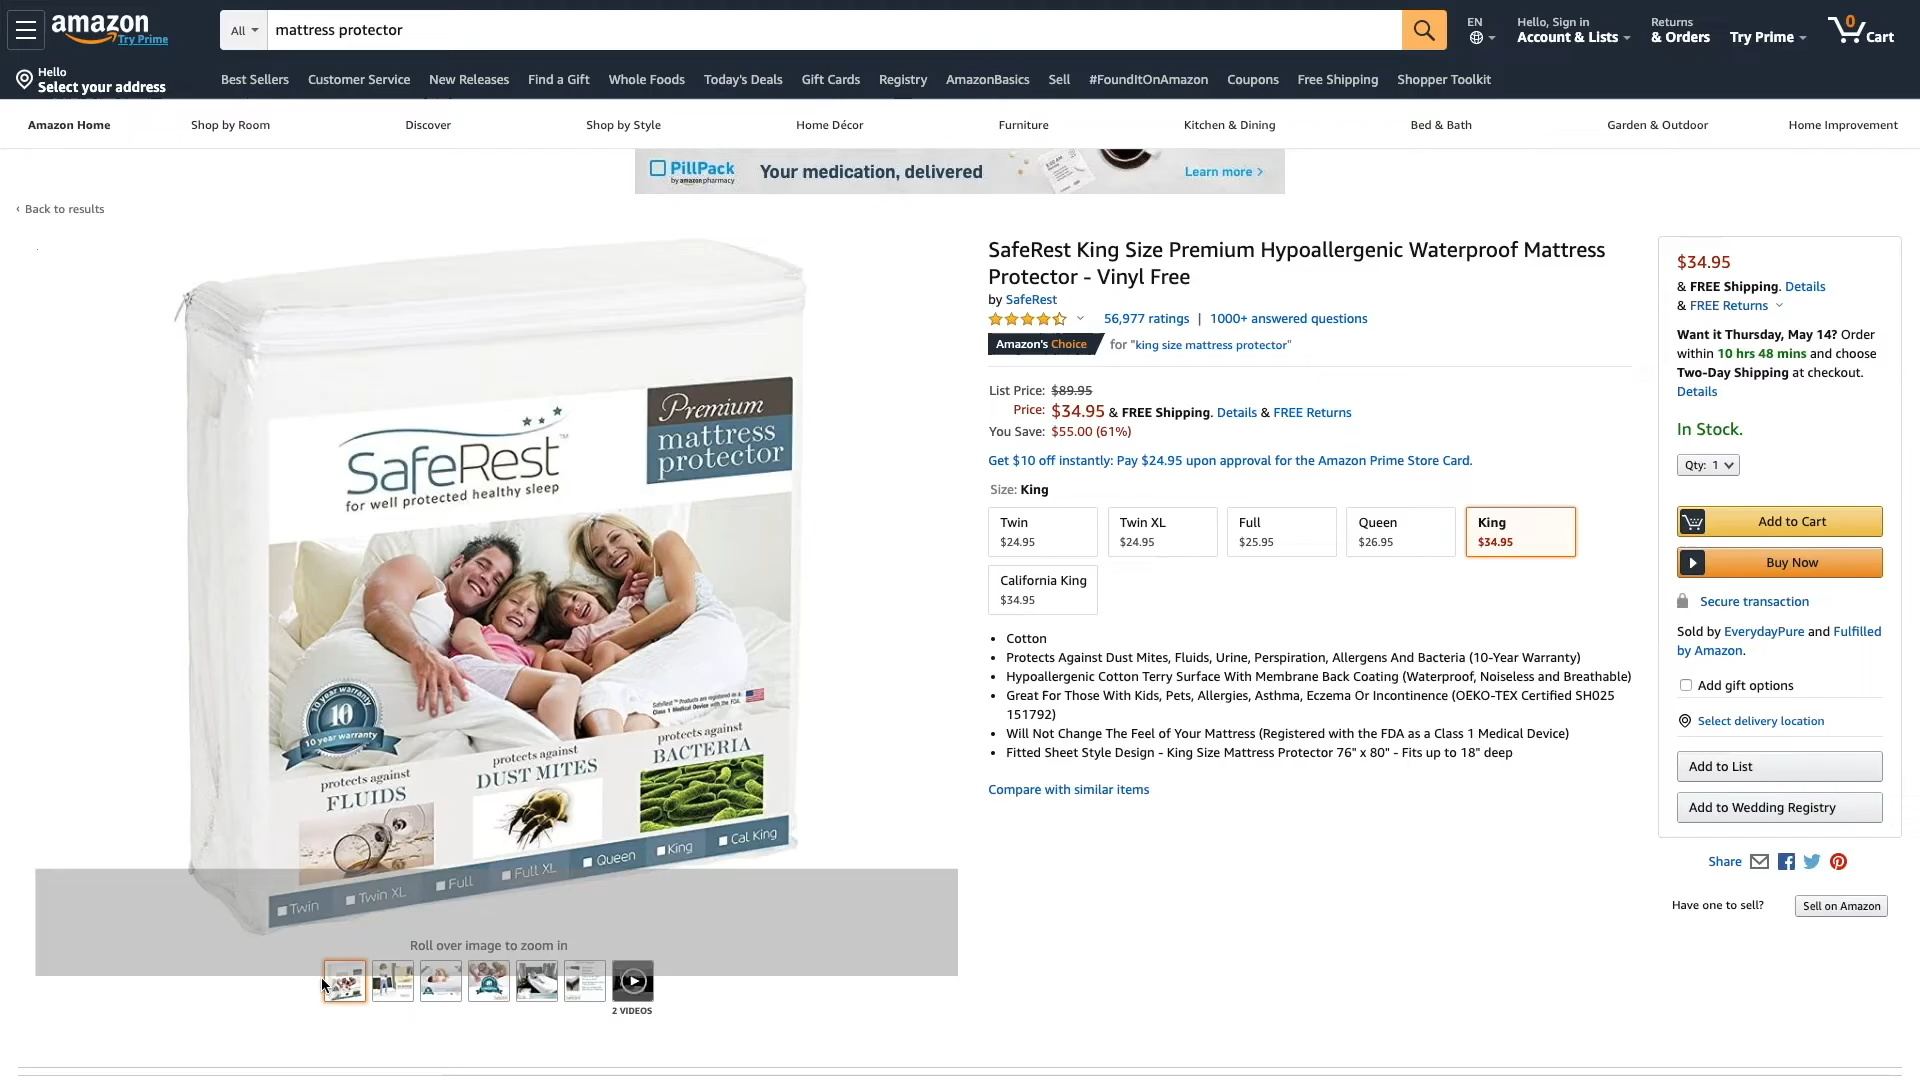 amazon
Try Prime
All
mattress protector
EN
Hello, Sign in
Account & Lists
Returns
& Orders
Try Prime
0
Cart
Hello
Select your address
Best Sellers
Customer Service
New Releases
Find a Gift
Whole Foods
Today's Deals
Gift Cards
Registry
AmazonBasics
Sell
#FoundItOnAmazon
Coupons
Free Shipping
Shopper Toolkit
Amazon Home
Shop by Room
Discover
Shop by Style
Home Décor
Furniture
Kitchen & Dining
Bed & Bath
Garden & Outdoor
Home Improvement
PillPack
by amazon pharmacy
Your medication, delivered
Learn more >
‹ Back to results
Premium
mattress
protector
SafeRest™
for well protected healthy sleep
SafeRest™ Products are registered as a
Class 1 Medical Device with the FDA.
10 year warranty
10
10 year warranty
protects against
FLUIDS
protects against
DUST MITES
protects against
BACTERIA
Twin
Twin XL
Full
Full XL
Queen
King
Cal King
Roll over image to zoom in
2 VIDEOS
SafeRest King Size Premium Hypoallergenic Waterproof Mattress
Protector - Vinyl Free
by SafeRest
56,977 ratings | 1000+ answered questions
Amazon's Choice for "king size mattress protector"
List Price: $89.95
Price: $34.95 & FREE Shipping. Details & FREE Returns
You Save: $55.00 (61%)
Get $10 off instantly: Pay $24.95 upon approval for the Amazon Prime Store Card.
Size: King
Twin
$24.95
Twin XL
$24.95
Full
$25.95
Queen
$26.95
King
$34.95
California King
$34.95
• Cotton
• Protects Against Dust Mites, Fluids, Urine, Perspiration, Allergens And Bacteria (10-Year Warranty)
• Hypoallergenic Cotton Terry Surface With Membrane Back Coating (Waterproof, Noiseless and Breathable)
• Great For Those With Kids, Pets, Allergies, Asthma, Eczema Or Incontinence (OEKO-TEX Certified SH025
151792)
• Will Not Change The Feel of Your Mattress (Registered with the FDA as a Class 1 Medical Device)
• Fitted Sheet Style Design - King Size Mattress Protector 76" x 80" - Fits up to 18" deep
Compare with similar items
$34.95
& FREE Shipping. Details
& FREE Returns
Want it Thursday, May 14? Order
within 10 hrs 48 mins and choose
Two-Day Shipping at checkout.
Details
In Stock.
Qty: 1
Add to Cart
Buy Now
Secure transaction
Sold by EverydayPure and Fulfilled
by Amazon.
Add gift options
Select delivery location
Add to List
Add to Wedding Registry
Share
Have one to sell?
Sell on Amazon